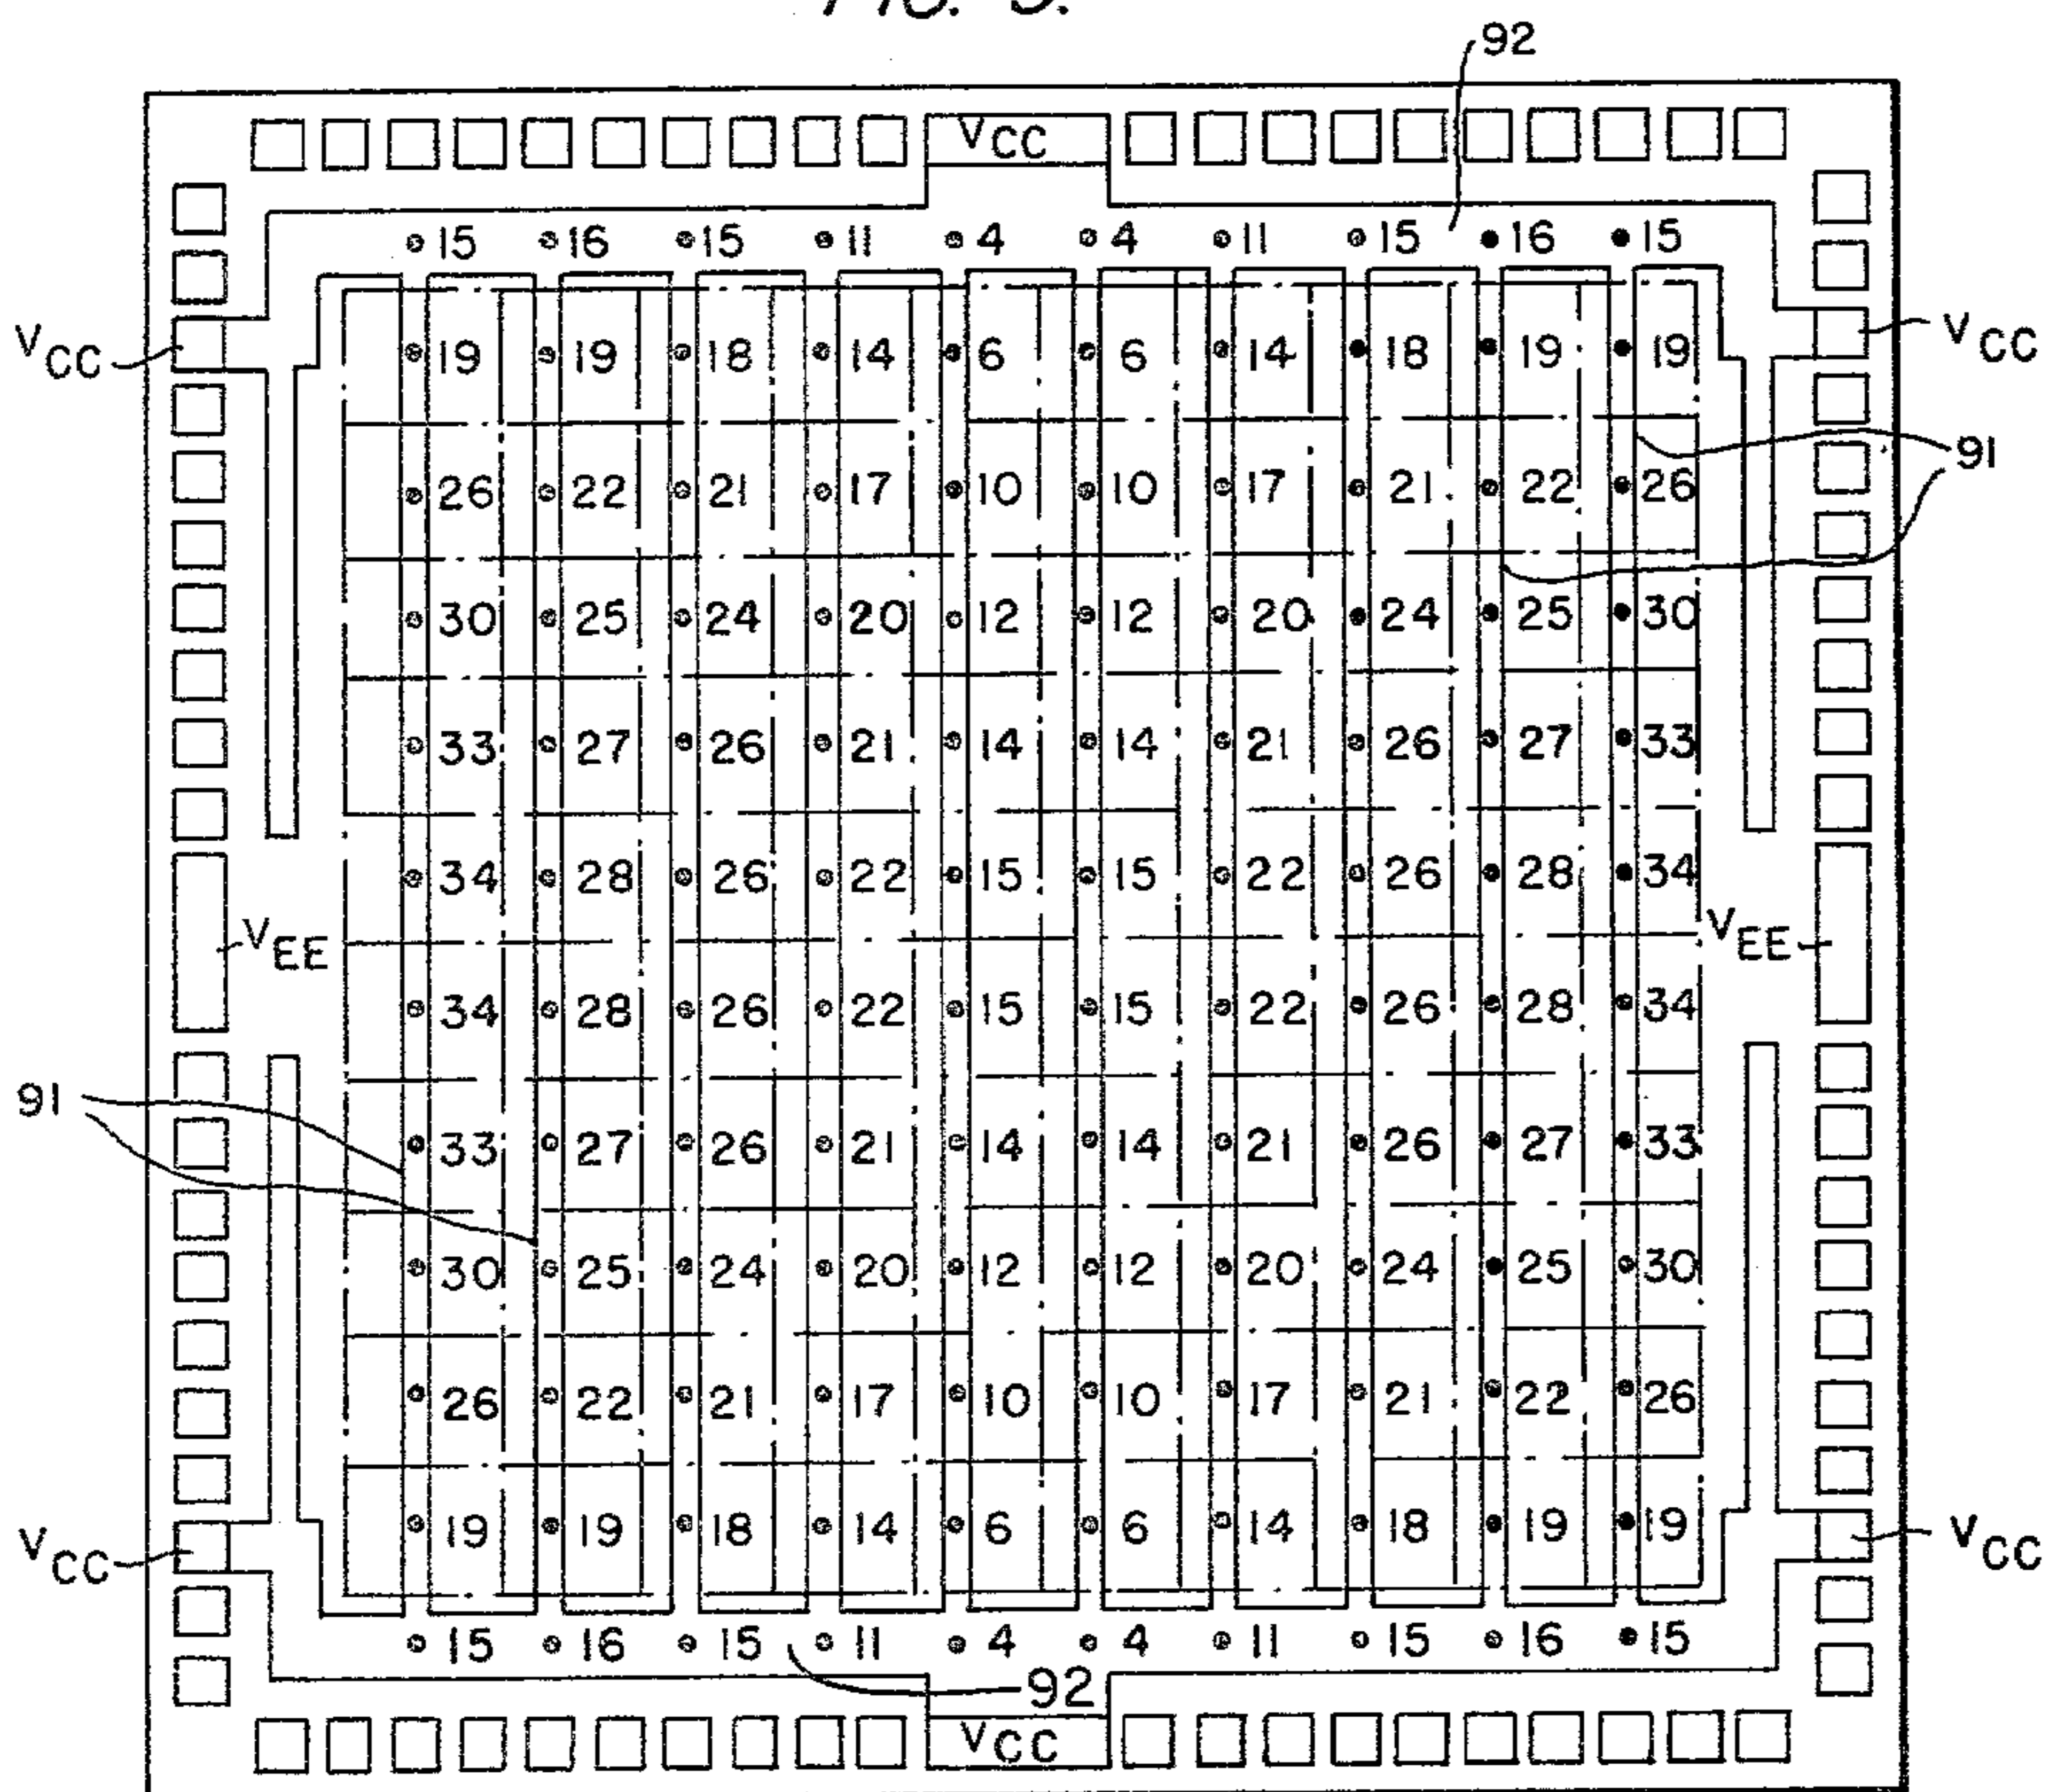 FIG. 5.
92
VCC
15 16 15 11 4 4 11 15 16 15
VCC 19 19 18 14 6 6 14 18 19 19 VCC
91
26 22 21 17 10 10 17 21 22 26
30 25 24 20 12 12 20 24 25 30
33 27 26 21 14 14 21 26 27 33
34 28 26 22 15 15 22 26 28 34
VEE VEE
34 28 26 22 15 15 22 26 28 34
91
33 27 26 21 14 14 21 26 27 33
30 25 24 20 12 12 20 24 25 30
26 22 21 17 10 10 17 21 22 26
19 19 18 14 6 6 14 18 19 19
VCC VCC
15 16 15 11 4 4 11 15 16 15
92
VCC